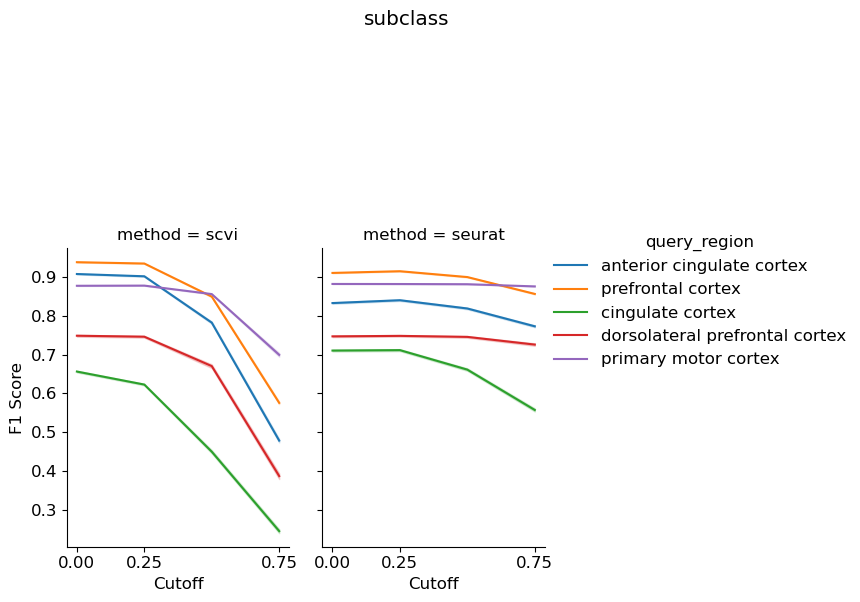 subclass
method = scvi
method = seurat
query_region
anterior cingulate cortex
prefrontal cortex
cingulate cortex
dorsolateral prefrontal cortex
primary motor cortex
F1 Score
0.9
0.8
0.7
0.6
0.5
0.4
0.3
0.00 0.25 0.75
0.00 0.25 0.75
Cutoff
Cutoff